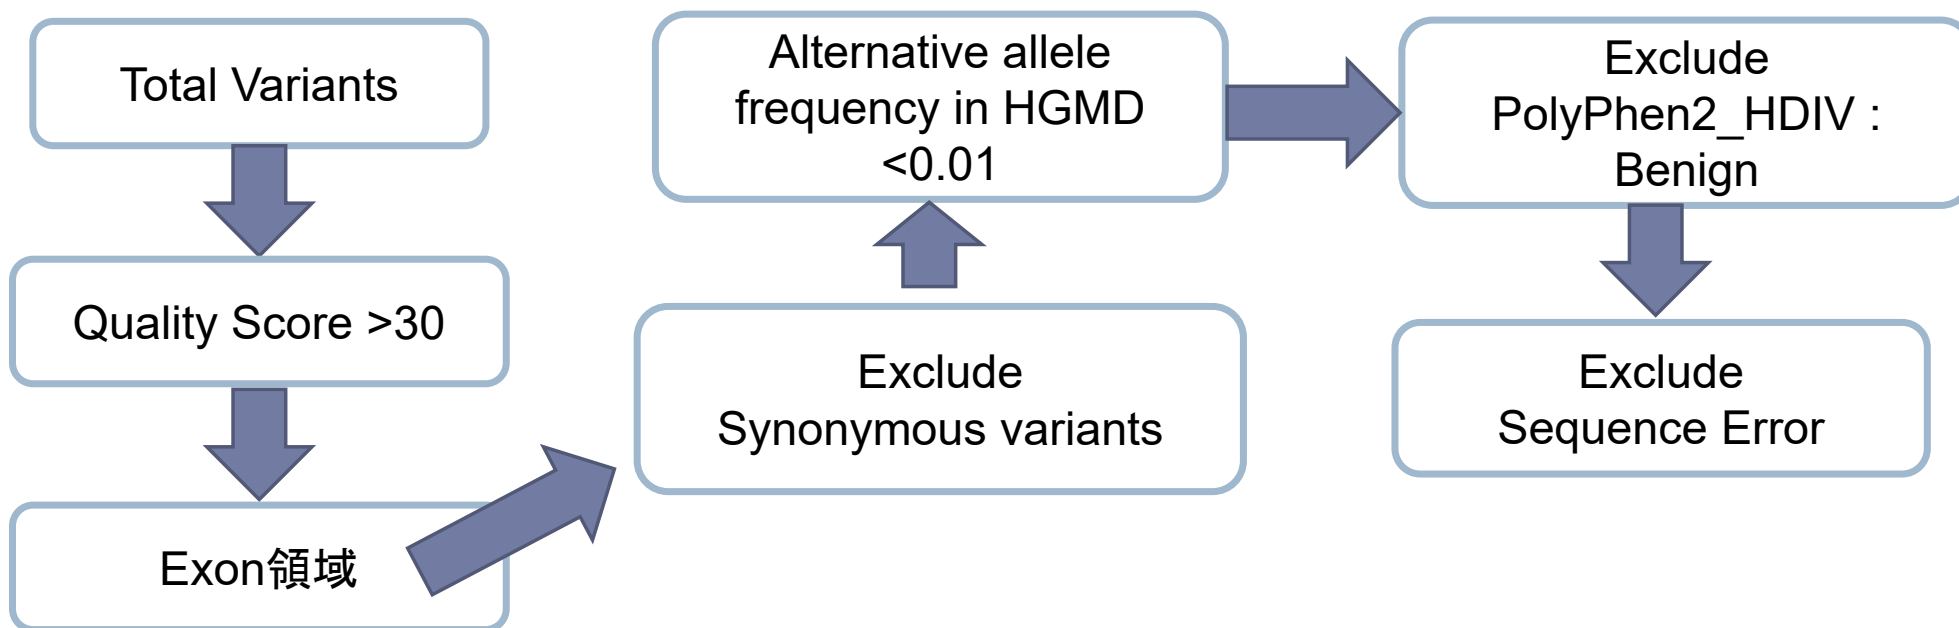 Total Variants
Quality Score >30
Exon領域
Exclude
Synonymous variants
Alternative allele
frequency in HGMD
<0.01
Exclude
PolyPhen2_HDIV :
Benign
Exclude
Sequence Error